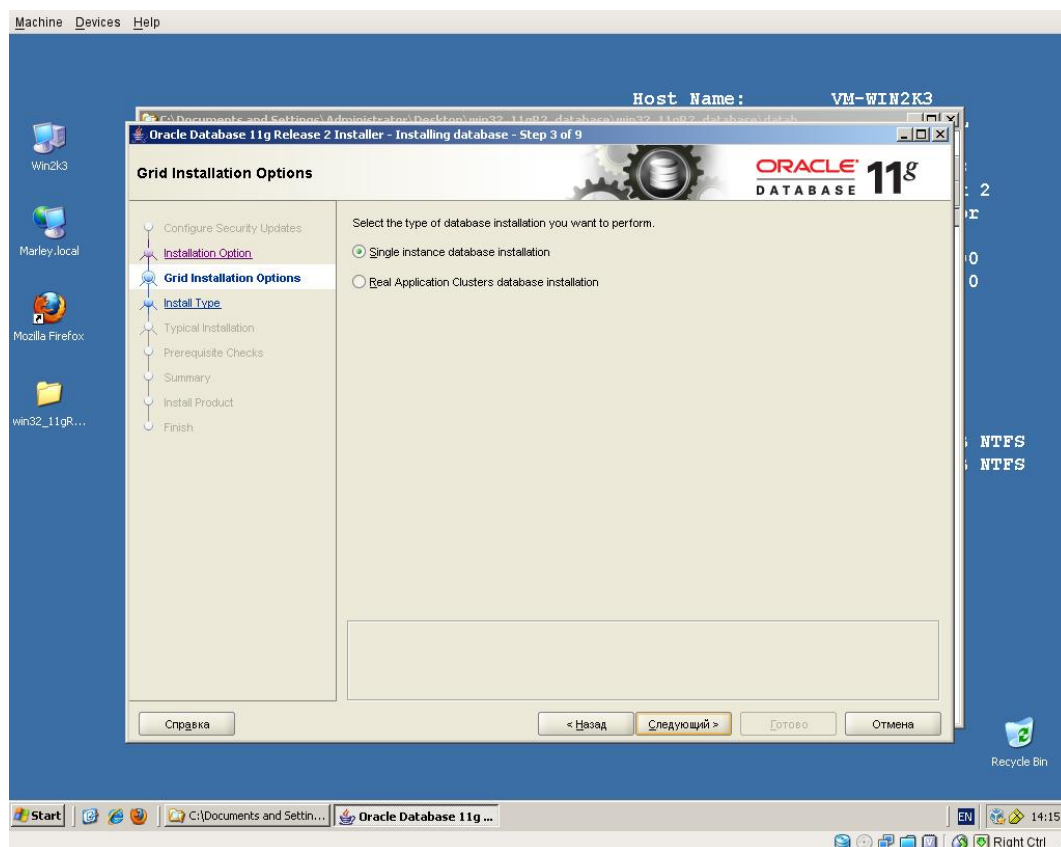 Machine Devices Help
Host Name: VM-WIN2K3
Oracle Database 11g Release 2 Installer - Installing database - Step 3 of 9
Grid Installation Options
ORACLE 11g
DATABASE
Win2k3
Marley.local
Mozilla Firefox
win32_11gR...
Configure Security Updates
Installation Option
Grid Installation Options
Install Type
Typical Installation
Prerequisite Checks
Summary
Install Product
Finish
Select the type of database installation you want to perform.
Single instance database installation
Real Application Clusters database installation
: 2
0
0
NTFS
NTFS
Справка
< Назад
Следующий >
Готово
Отмена
Recycle Bin
Start
C:\Documents and Settin...
Oracle Database 11g ...
EN
14:15
Right Ctrl